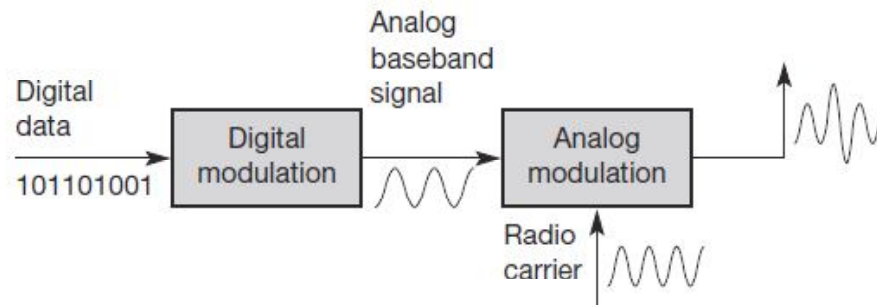 Analog
baseband
signal
Digital
data
101101001
Digital
modulation
Analog
modulation
Radio
carrier